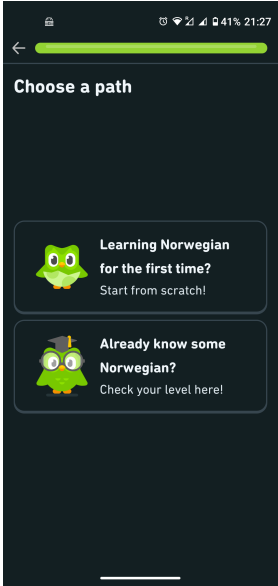 41% 21:27
Choose a path
Learning Norwegian
for the first time?
Start from scratch!
Already know some
Norwegian?
Check your level here!